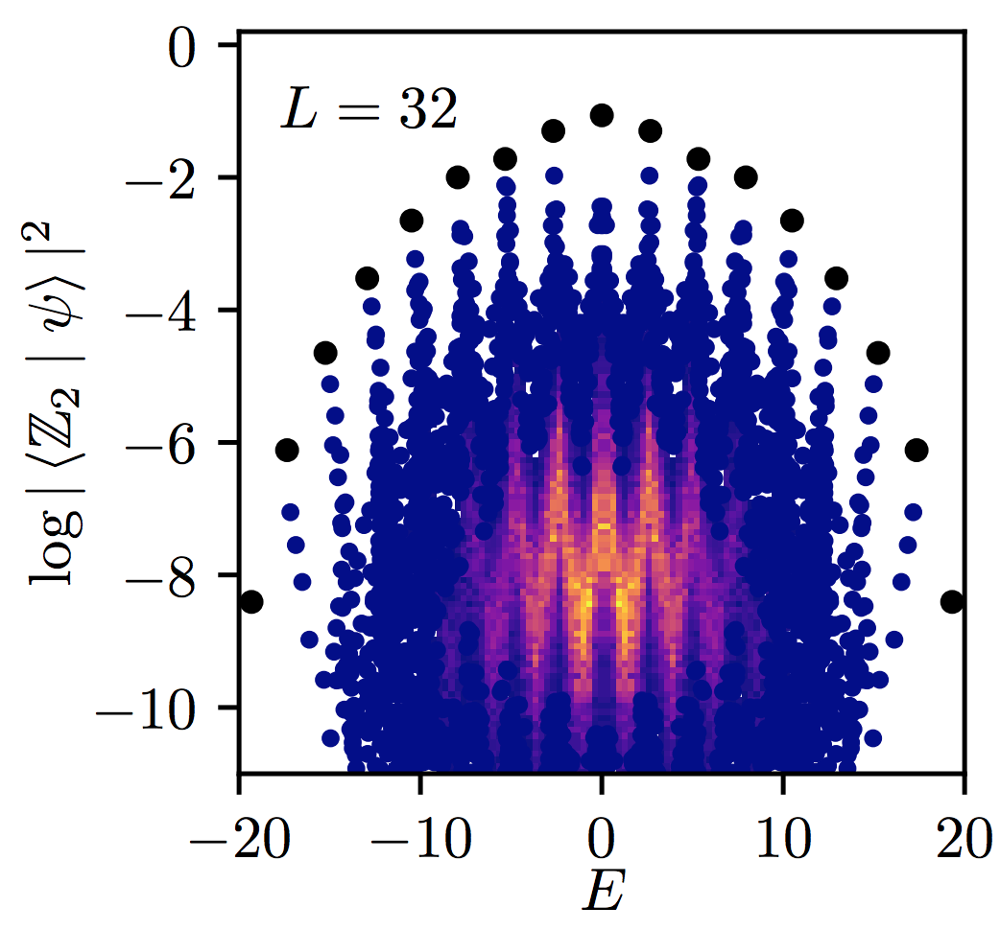 L = 32
log | ⟨ℤ₂ | ψ⟩ |²
0
−2
−4
−6
−8
−10
−20 −10 0 10 20
E